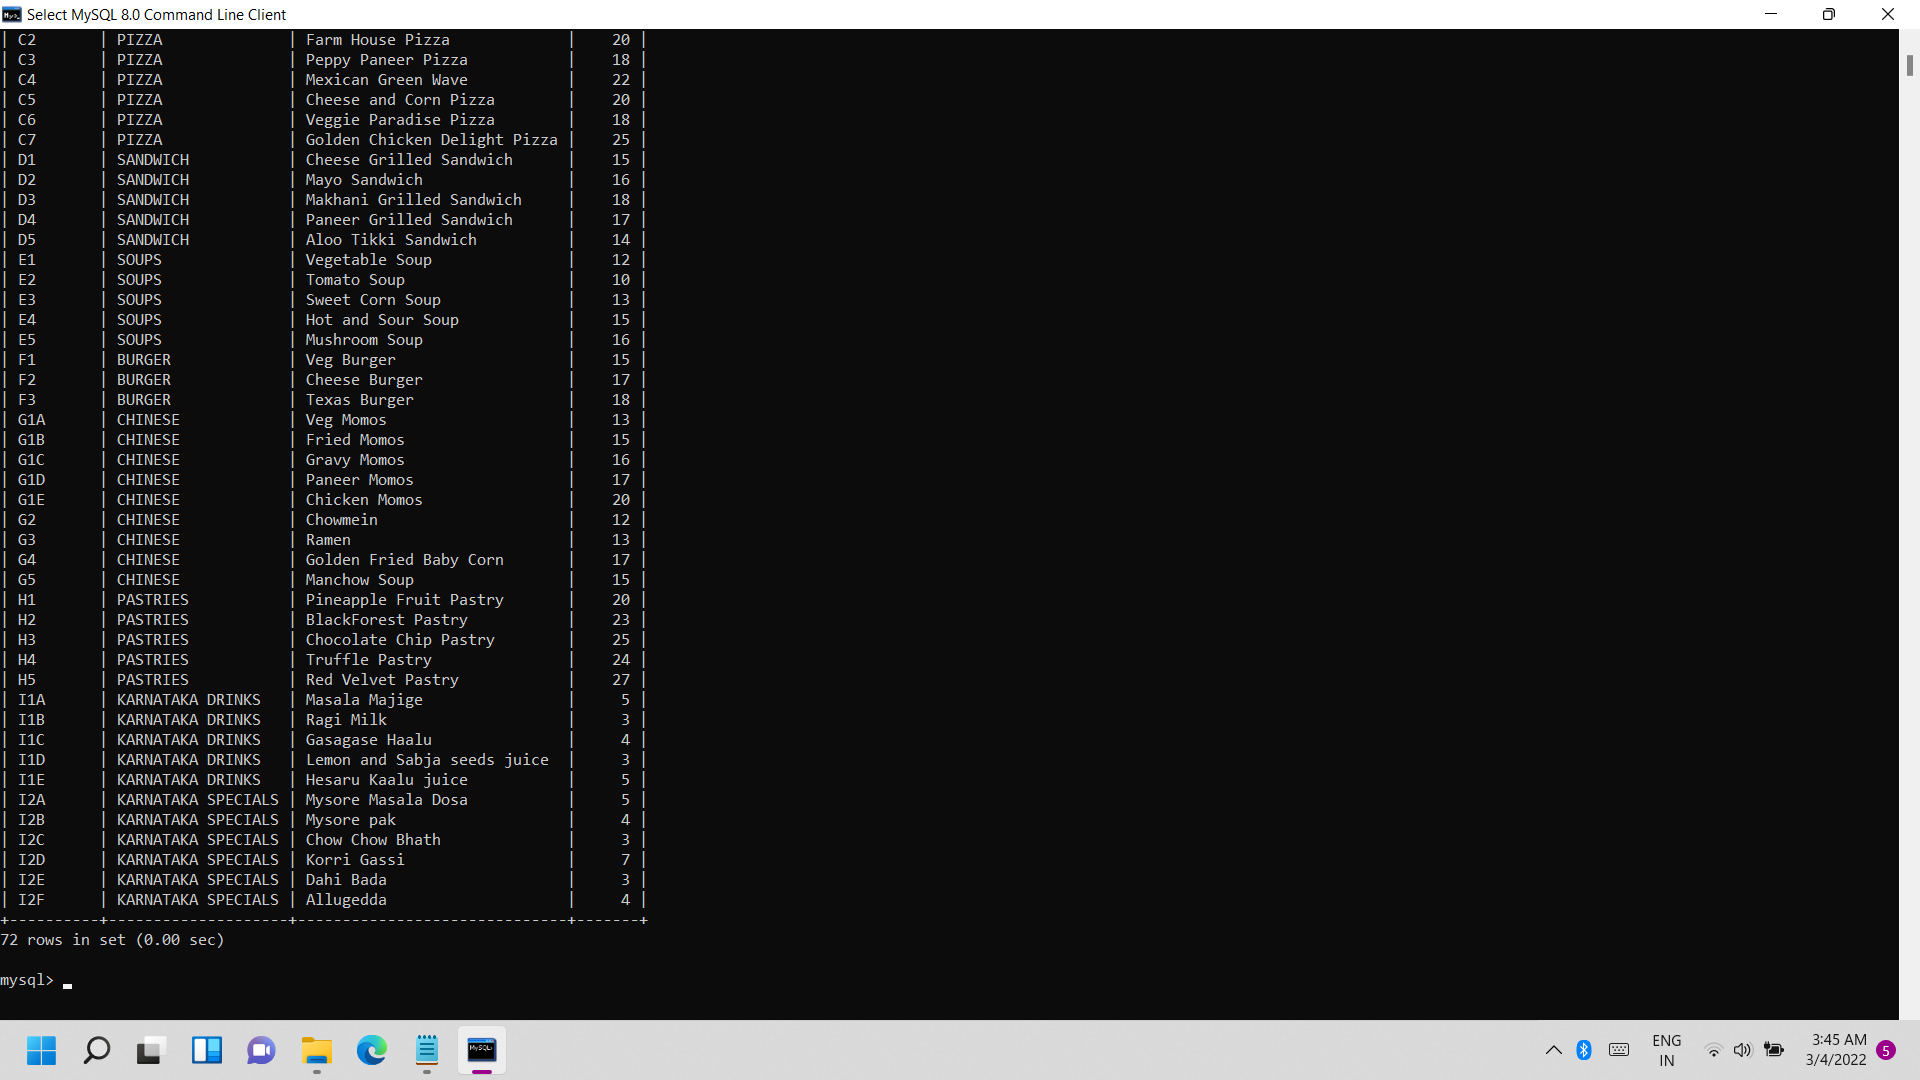 Select MySQL 8.0 Command Line Client
| C2 | PIZZA | Farm House Pizza | 20 |
| C3 | PIZZA | Peppy Paneer Pizza | 18 |
| C4 | PIZZA | Mexican Green Wave | 22 |
| C5 | PIZZA | Cheese and Corn Pizza | 20 |
| C6 | PIZZA | Veggie Paradise Pizza | 18 |
| C7 | PIZZA | Golden Chicken Delight Pizza | 25 |
| D1 | SANDWICH | Cheese Grilled Sandwich | 15 |
| D2 | SANDWICH | Mayo Sandwich | 16 |
| D3 | SANDWICH | Makhani Grilled Sandwich | 18 |
| D4 | SANDWICH | Paneer Grilled Sandwich | 17 |
| D5 | SANDWICH | Aloo Tikki Sandwich | 14 |
| E1 | SOUPS | Vegetable Soup | 12 |
| E2 | SOUPS | Tomato Soup | 10 |
| E3 | SOUPS | Sweet Corn Soup | 13 |
| E4 | SOUPS | Hot and Sour Soup | 15 |
| E5 | SOUPS | Mushroom Soup | 16 |
| F1 | BURGER | Veg Burger | 15 |
| F2 | BURGER | Cheese Burger | 17 |
| F3 | BURGER | Texas Burger | 18 |
| G1A | CHINESE | Veg Momos | 13 |
| G1B | CHINESE | Fried Momos | 15 |
| G1C | CHINESE | Gravy Momos | 16 |
| G1D | CHINESE | Paneer Momos | 17 |
| G1E | CHINESE | Chicken Momos | 20 |
| G2 | CHINESE | Chowmein | 12 |
| G3 | CHINESE | Ramen | 13 |
| G4 | CHINESE | Golden Fried Baby Corn | 17 |
| G5 | CHINESE | Manchow Soup | 15 |
| H1 | PASTRIES | Pineapple Fruit Pastry | 20 |
| H2 | PASTRIES | BlackForest Pastry | 23 |
| H3 | PASTRIES | Chocolate Chip Pastry | 25 |
| H4 | PASTRIES | Truffle Pastry | 24 |
| H5 | PASTRIES | Red Velvet Pastry | 27 |
| I1A | KARNATAKA DRINKS | Masala Majige | 5 |
| I1B | KARNATAKA DRINKS | Ragi Milk | 3 |
| I1C | KARNATAKA DRINKS | Gasagase Haalu | 4 |
| I1D | KARNATAKA DRINKS | Lemon and Sabja seeds juice | 3 |
| I1E | KARNATAKA DRINKS | Hesaru Kaalu juice | 5 |
| I2A | KARNATAKA SPECIALS | Mysore Masala Dosa | 5 |
| I2B | KARNATAKA SPECIALS | Mysore pak | 4 |
| I2C | KARNATAKA SPECIALS | Chow Chow Bhath | 3 |
| I2D | KARNATAKA SPECIALS | Korri Gassi | 7 |
| I2E | KARNATAKA SPECIALS | Dahi Bada | 3 |
| I2F | KARNATAKA SPECIALS | Allugedda | 4 |
+----------+--------------------+------------------------------+-------+
72 rows in set (0.00 sec)
mysql>
ENG
IN
3:45 AM
3/4/2022
5